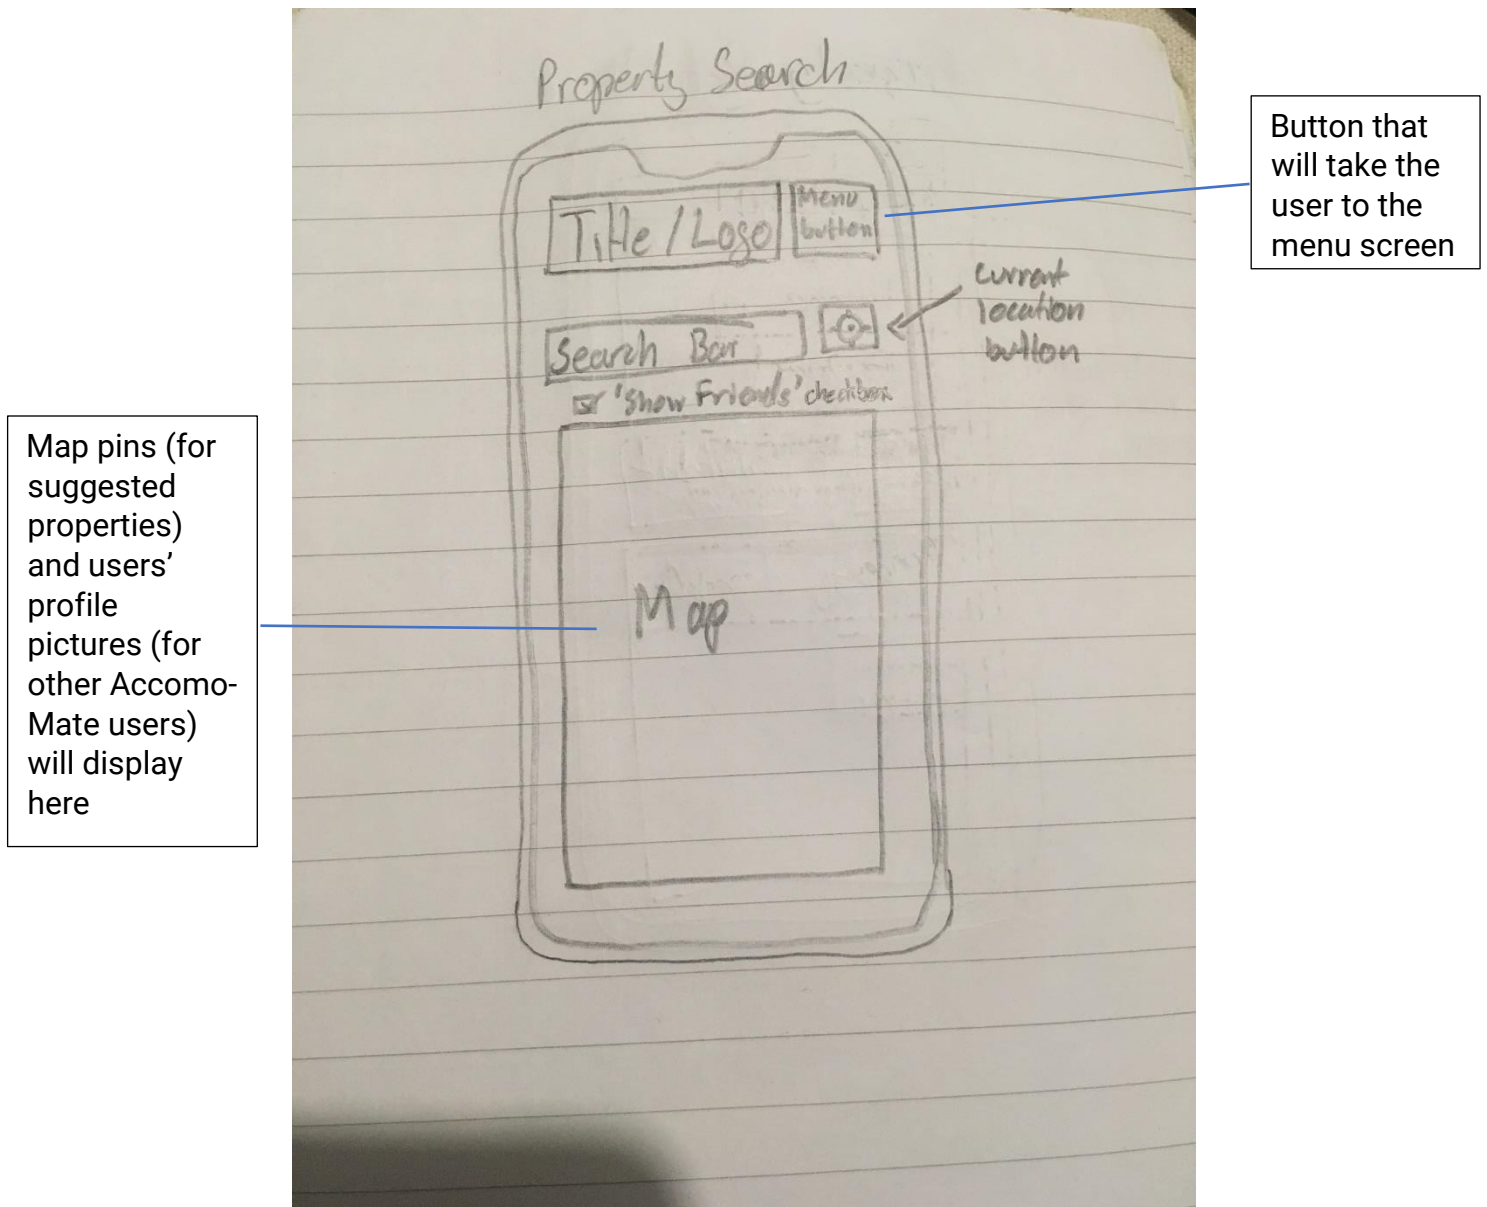 Property Search
Title / Logo
Menu
button
Button that
will take the
user to the
menu screen
current
location
button
Search Bar
'Show Friends' checkbox
Map pins (for
suggested
properties)
and users’
profile
pictures (for
other Accomo-
Mate users)
will display
here
Map